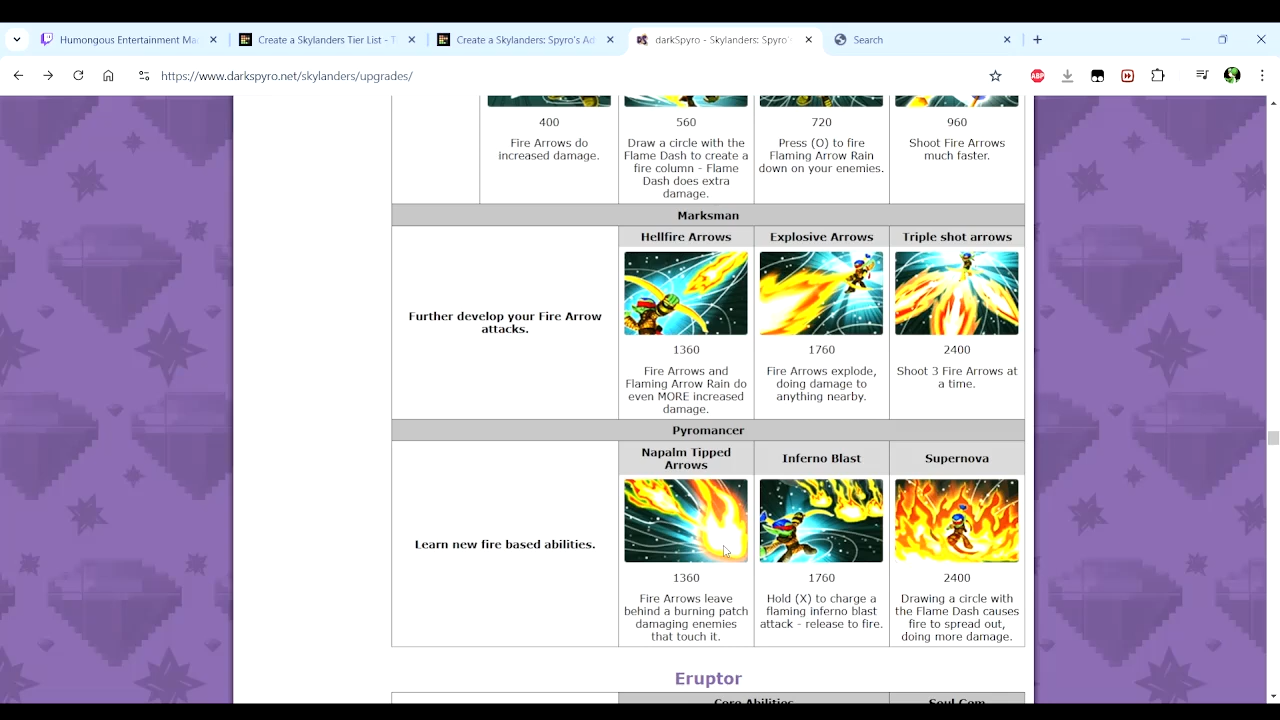 Humongous Entertainment Ma
Create a Skylanders Tier List - T
Create a Skylanders: Spyro's Ad
darkSpyro - Skylanders: Spyro'
Search
https://www.darkspyro.net/skylanders/upgrades/
ABP
400
560
720
960
Fire Arrows do
increased damage.
Draw a circle with the
Flame Dash to create a
fire column - Flame
Dash does extra
damage.
Press (O) to fire
Flaming Arrow Rain
down on your enemies.
Shoot Fire Arrows
much faster.
Marksman
Further develop your Fire Arrow
attacks.
Hellfire Arrows
Explosive Arrows
Triple shot arrows
1360
1760
2400
Fire Arrows and
Flaming Arrow Rain do
even MORE increased
damage.
Fire Arrows explode,
doing damage to
anything nearby.
Shoot 3 Fire Arrows at
a time.
Pyromancer
Learn new fire based abilities.
Napalm Tipped
Arrows
Inferno Blast
Supernova
1360
1760
2400
Fire Arrows leave
behind a burning patch
damaging enemies
that touch it.
Hold (X) to charge a
flaming inferno blast
attack - release to fire.
Drawing a circle with
the Flame Dash causes
fire to spread out,
doing more damage.
Eruptor
Core Abilities
Soul Gem